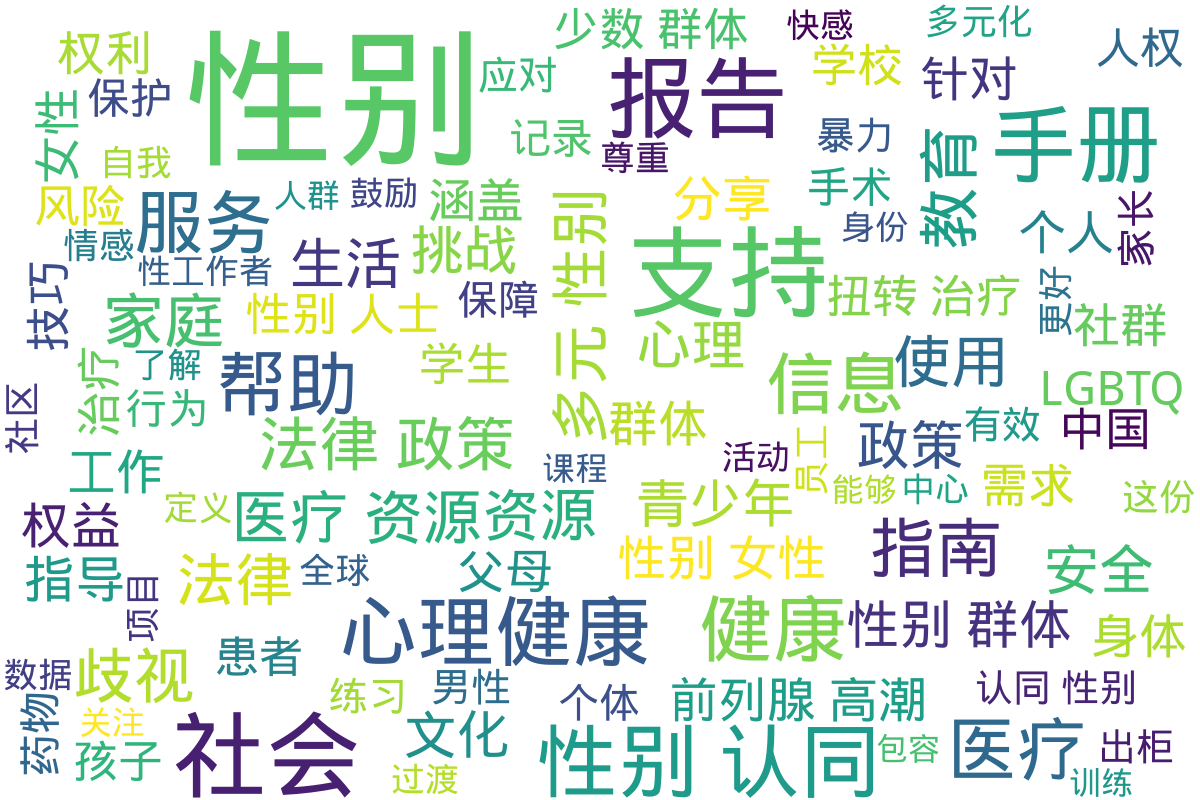 性别
权利
保护
女性
自我
风险
情感
服务
人群
鼓励
性工作者
应对
记录
少数 群体
报告
尊重
快感
学校
多元化
针对
人权
暴力
手册
教育
手术
身份
个人
家长
分享
涵盖
挑战
生活
多元 性别
支持
扭转 治疗
更好
社群
技巧
家庭
性别 人士
保障
心理
信息
使用
LGBTQ
治疗
了解
帮助
学生
行为
社区
法律 政策
群体
员工
政策
有效
中国
活动
课程
工作
定义
医疗 资源
资源
青少年
能够
中心
需求
这份
权益
指导
法律
全球
父母
性别 女性
指南
安全
项目
心理健康
健康
性别 群体
身体
数据
歧视
患者
练习
男性
个体
前列腺 高潮
认同 性别
药物
关注
孩子
社会
文化
过渡
性别 认同
包容
医疗
出柜
训练